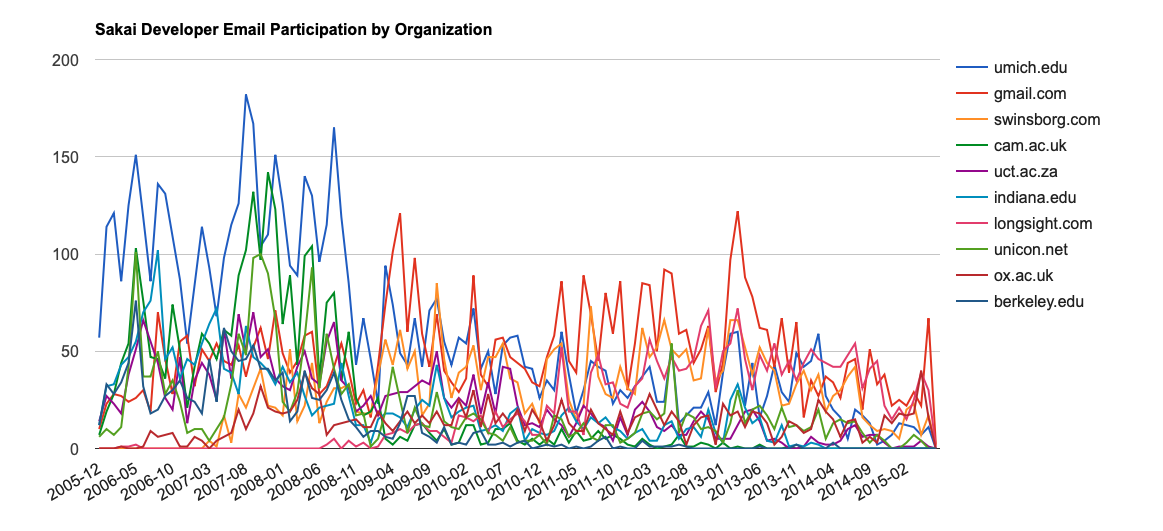 Sakai Developer Email Participation by Organization
200
150
100
50
0
umich.edu
gmail.com
swinsborg.com
cam.ac.uk
uct.ac.za
indiana.edu
longsight.com
unicon.net
ox.ac.uk
berkeley.edu
2005-12
2006-05
2006-10
2007-03
2007-08
2008-01
2008-06
2008-11
2009-04
2009-09
2010-02
2010-07
2010-12
2011-05
2011-10
2012-03
2012-08
2013-01
2013-06
2013-11
2014-04
2014-09
2015-02